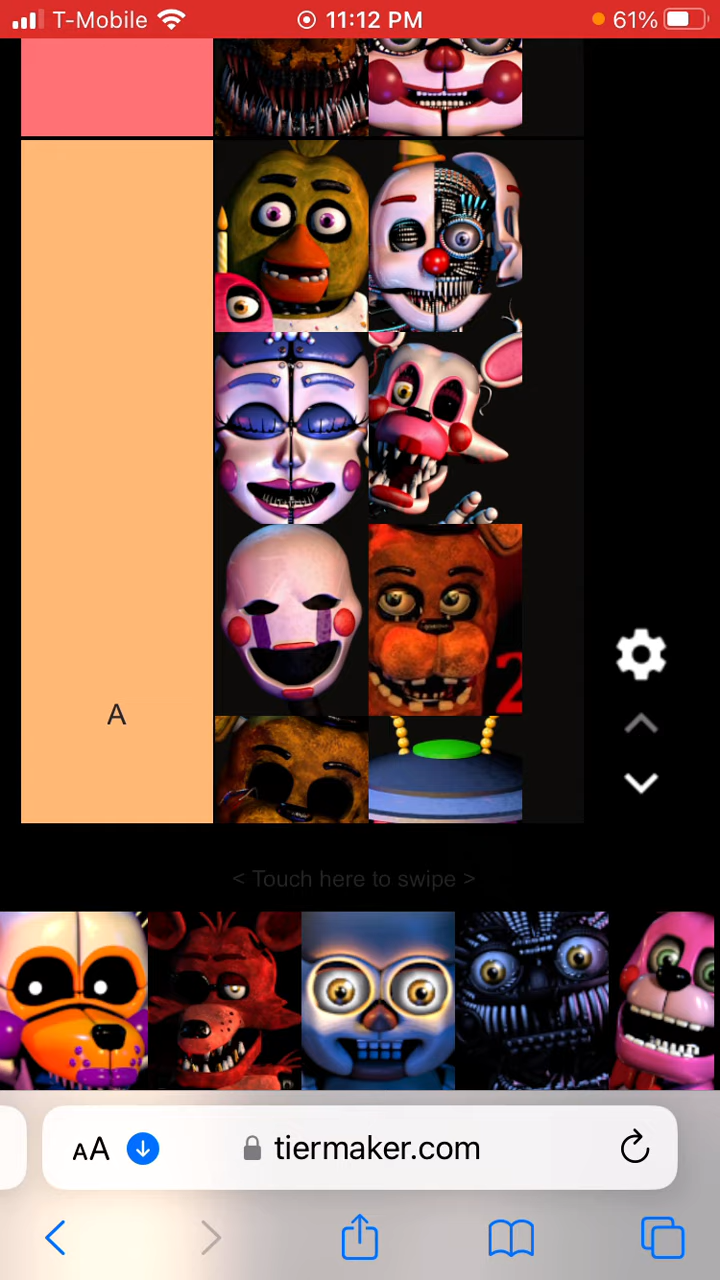 T-Mobile 11:12 PM 61%
2
A
< Touch here to swipe >
AA tiermaker.com